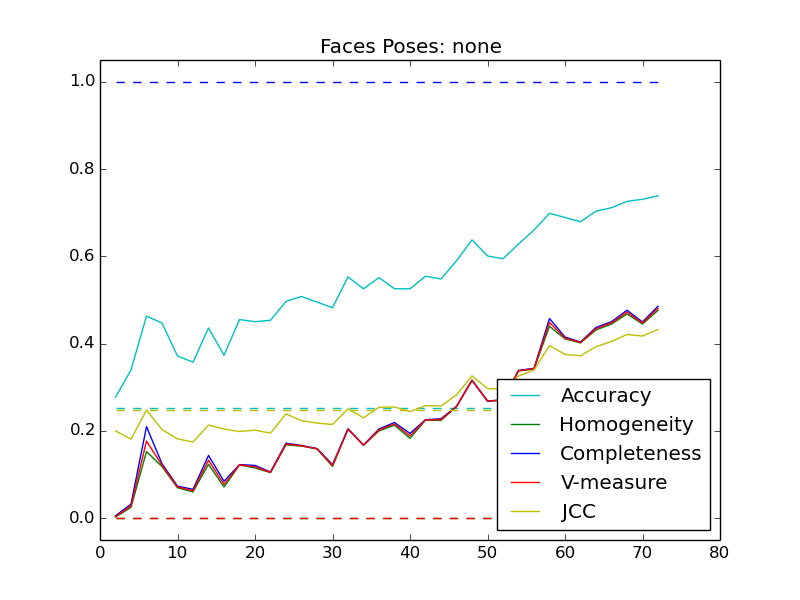 Faces Poses: none
1.0
0.8
0.6
0.4
0.2
0.0
0 10 20 30 40 50 60 70 80
Accuracy
Homogeneity
Completeness
V-measure
JCC